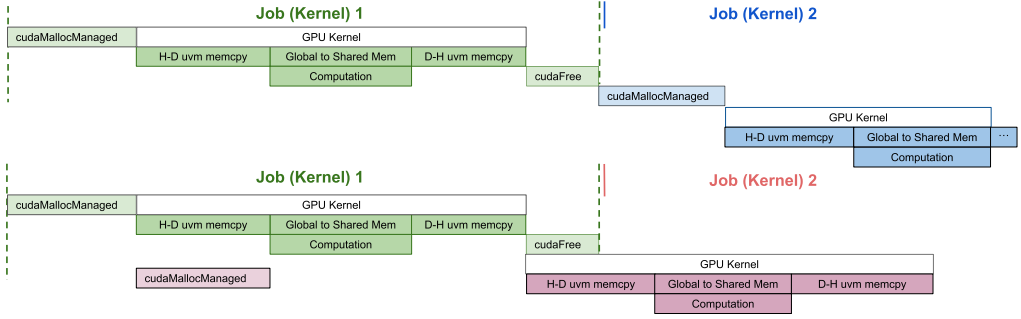 Job (Kernel) 1
Job (Kernel) 2
cudaMallocManaged
GPU Kernel
H-D uvm memcpy
Global to Shared Mem
D-H uvm memcpy
Computation
cudaFree
cudaMallocManaged
GPU Kernel
H-D uvm memcpy
Global to Shared Mem
...
Computation
Job (Kernel) 1
Job (Kernel) 2
cudaMallocManaged
GPU Kernel
H-D uvm memcpy
Global to Shared Mem
D-H uvm memcpy
Computation
cudaFree
cudaMallocManaged
GPU Kernel
H-D uvm memcpy
Global to Shared Mem
D-H uvm memcpy
Computation